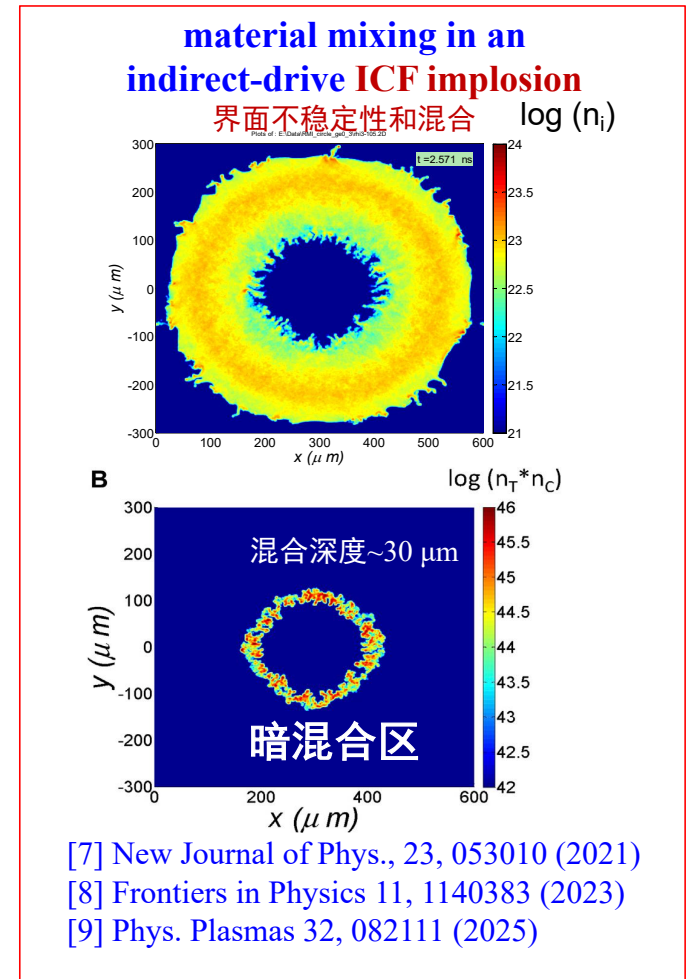 material mixing in an
indirect-drive ICF implosion
界面不稳定性和混合 log (nᵢ)
t =2.571 ns
300
200
100
0
-100
-200
-300
y (μ m)
0 100 200 300 400 500 600
x (μ m)
24
23.5
23
22.5
22
21.5
21
B
log (n_T*n_C)
300
200
100
0
-100
-200
-300
y (μ m)
混合深度~30 μm
暗混合区
0 200 400 600
x (μ m)
46
45.5
45
44.5
44
43.5
43
42.5
42
[7] New Journal of Phys., 23, 053010 (2021)
[8] Frontiers in Physics 11, 1140383 (2023)
[9] Phys. Plasmas 32, 082111 (2025)